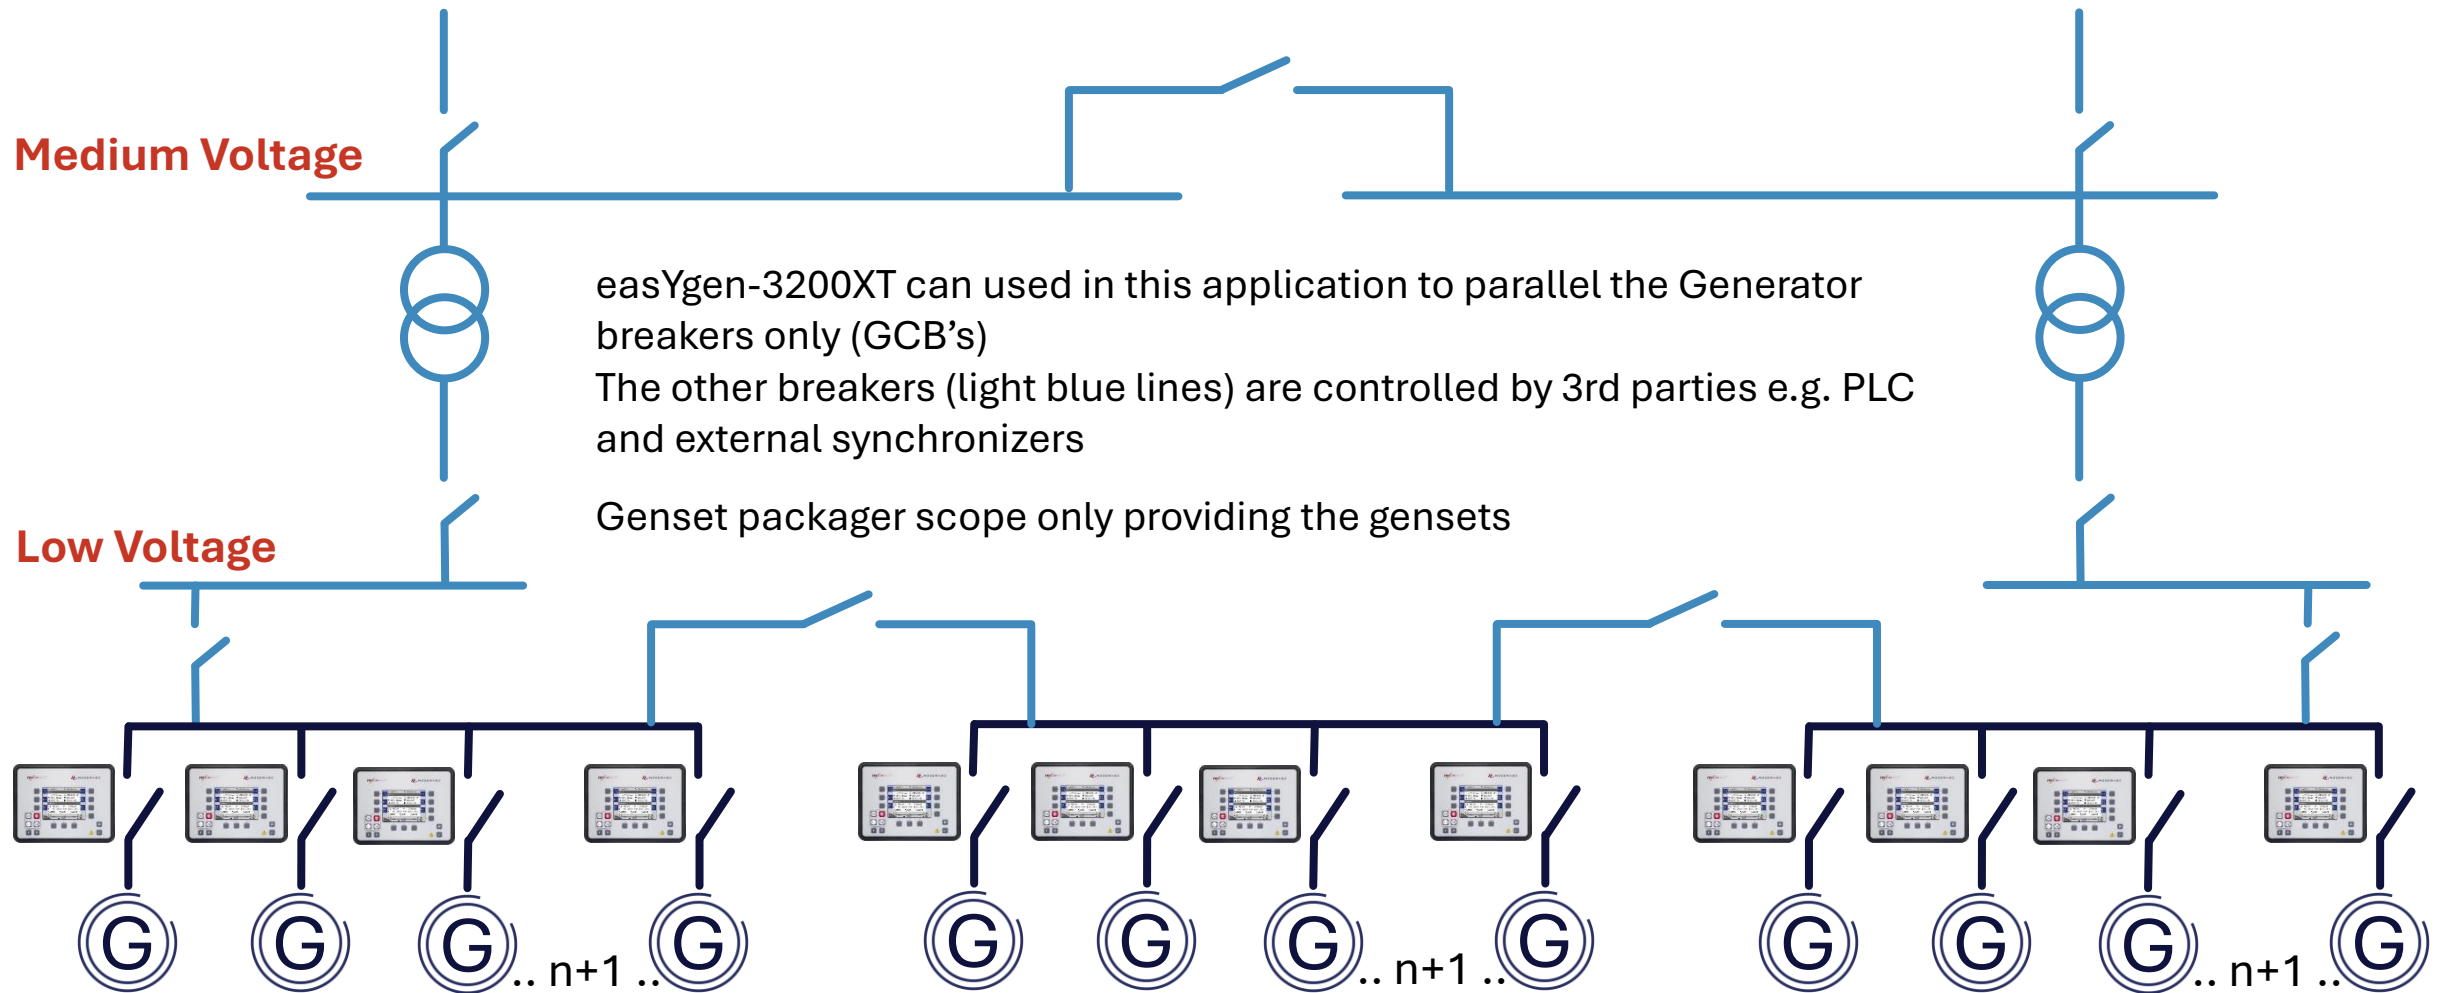 Medium Voltage
easYgen-3200XT can used in this application to parallel the Generator
breakers only (GCB’s)
The other breakers (light blue lines) are controlled by 3rd parties e.g. PLC
and external synchronizers
Genset packager scope only providing the gensets
Low Voltage
G G G .. n+1 .. G G G G .. n+1 .. G G G G .. n+1 .. G